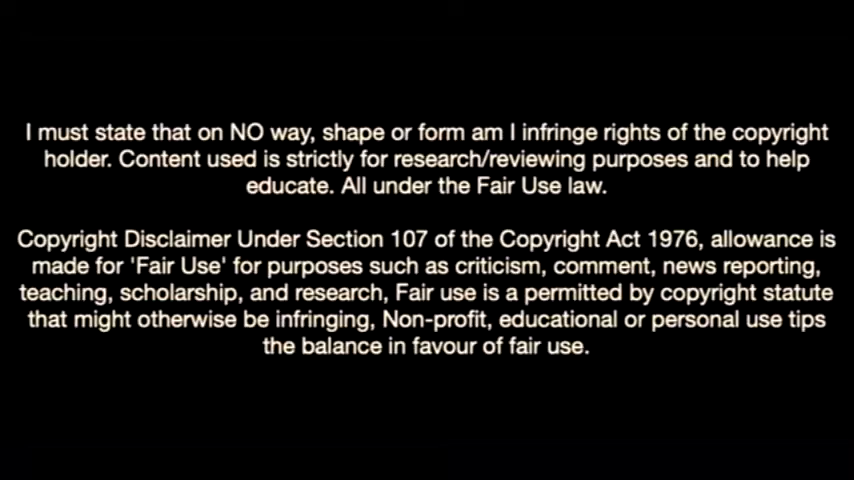 I must state that on NO way, shape or form am I infringe rights of the copyright
holder. Content used is strictly for research/reviewing purposes and to help
educate. All under the Fair Use law.
Copyright Disclaimer Under Section 107 of the Copyright Act 1976, allowance is
made for 'Fair Use' for purposes such as criticism, comment, news reporting,
teaching, scholarship, and research, Fair use is a permitted by copyright statute
that might otherwise be infringing, Non-profit, educational or personal use tips
the balance in favour of fair use.